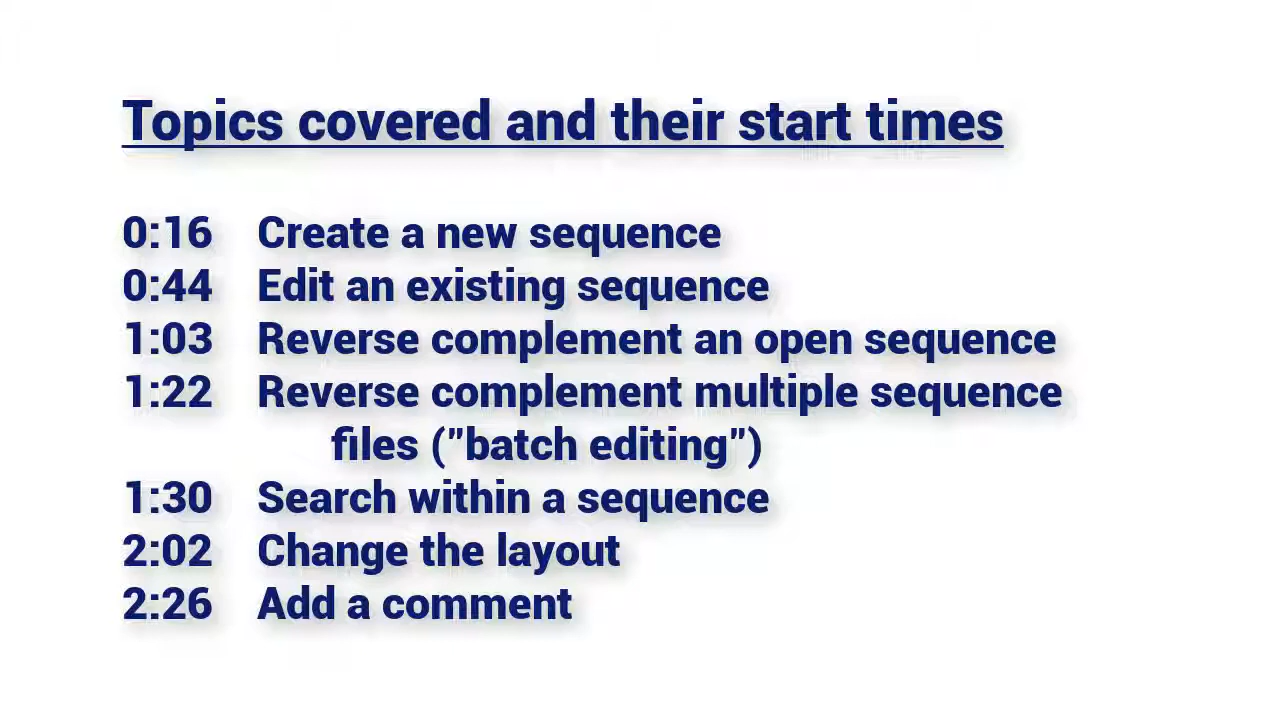 Topics covered and their start times
0:16 Create a new sequence
0:44 Edit an existing sequence
1:03 Reverse complement an open sequence
1:22 Reverse complement multiple sequence
files ("batch editing")
1:30 Search within a sequence
2:02 Change the layout
2:26 Add a comment